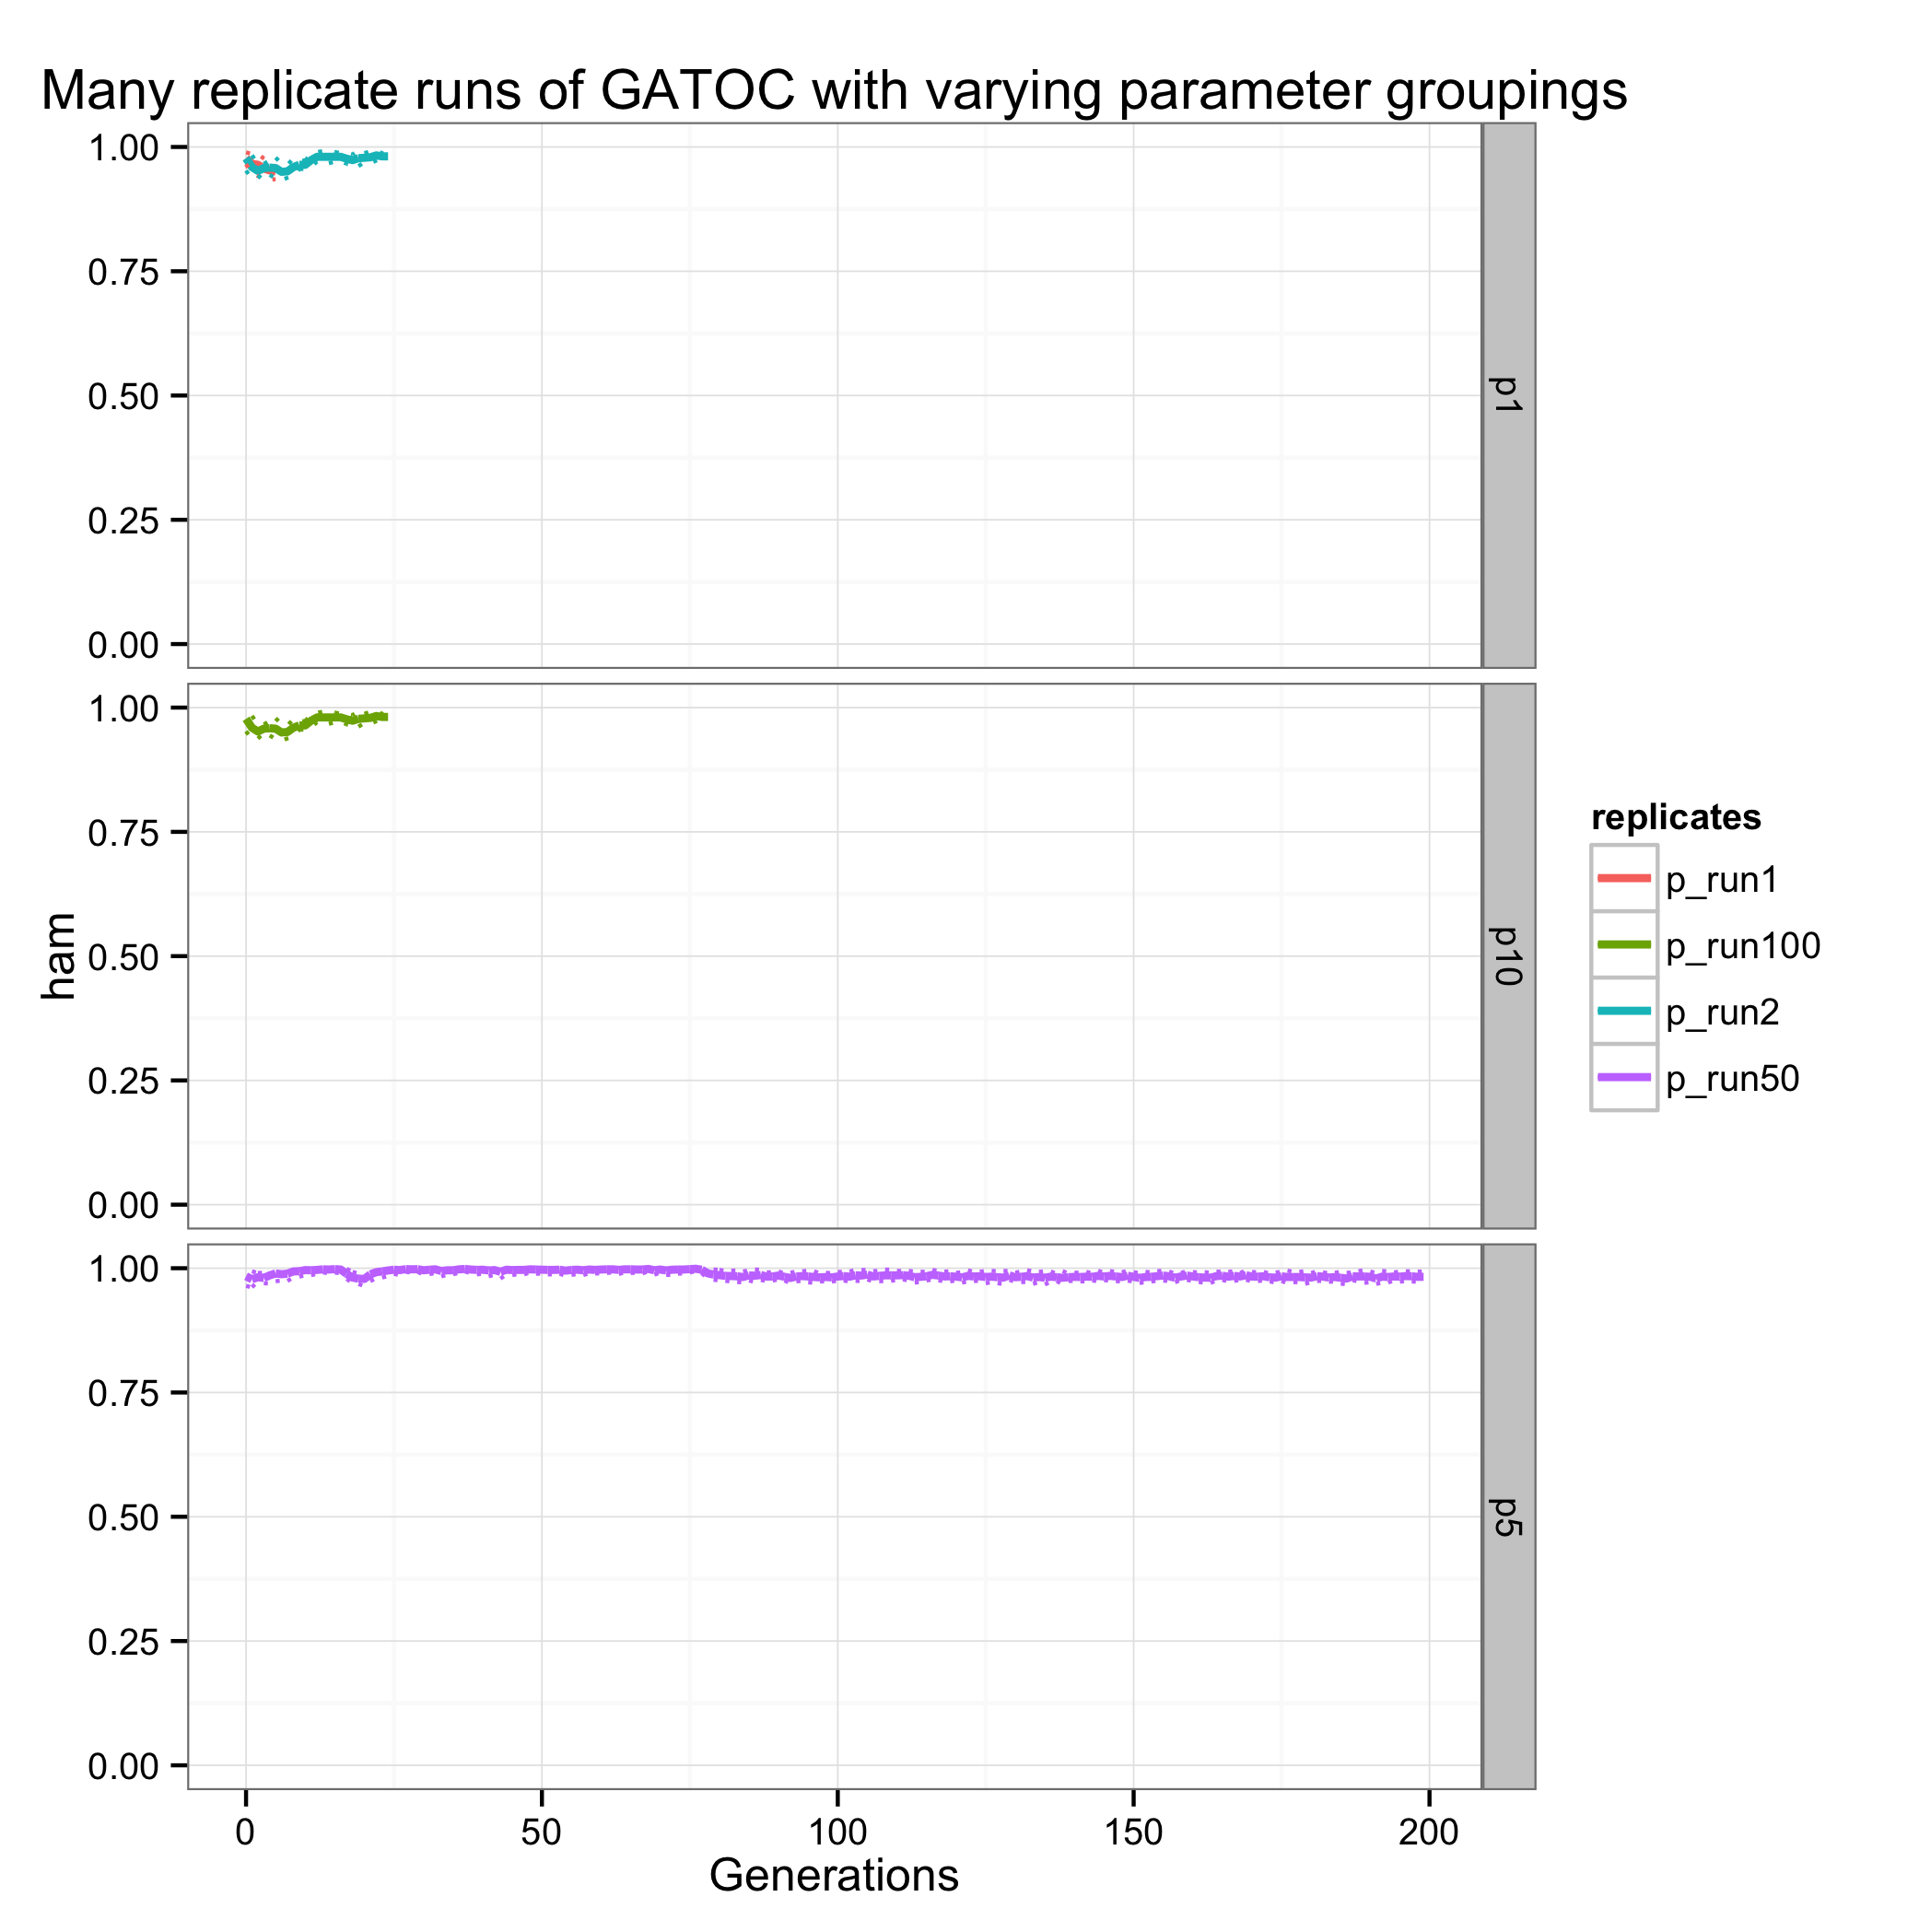 Many replicate runs of GATOC with varying parameter groupings
1.00
0.75
0.50
0.25
0.00
p1
1.00
0.75
0.50
0.25
0.00
p10
1.00
0.75
0.50
0.25
0.00
p5
ham
0 50 100 150 200
Generations
replicates
p_run1
p_run100
p_run2
p_run50